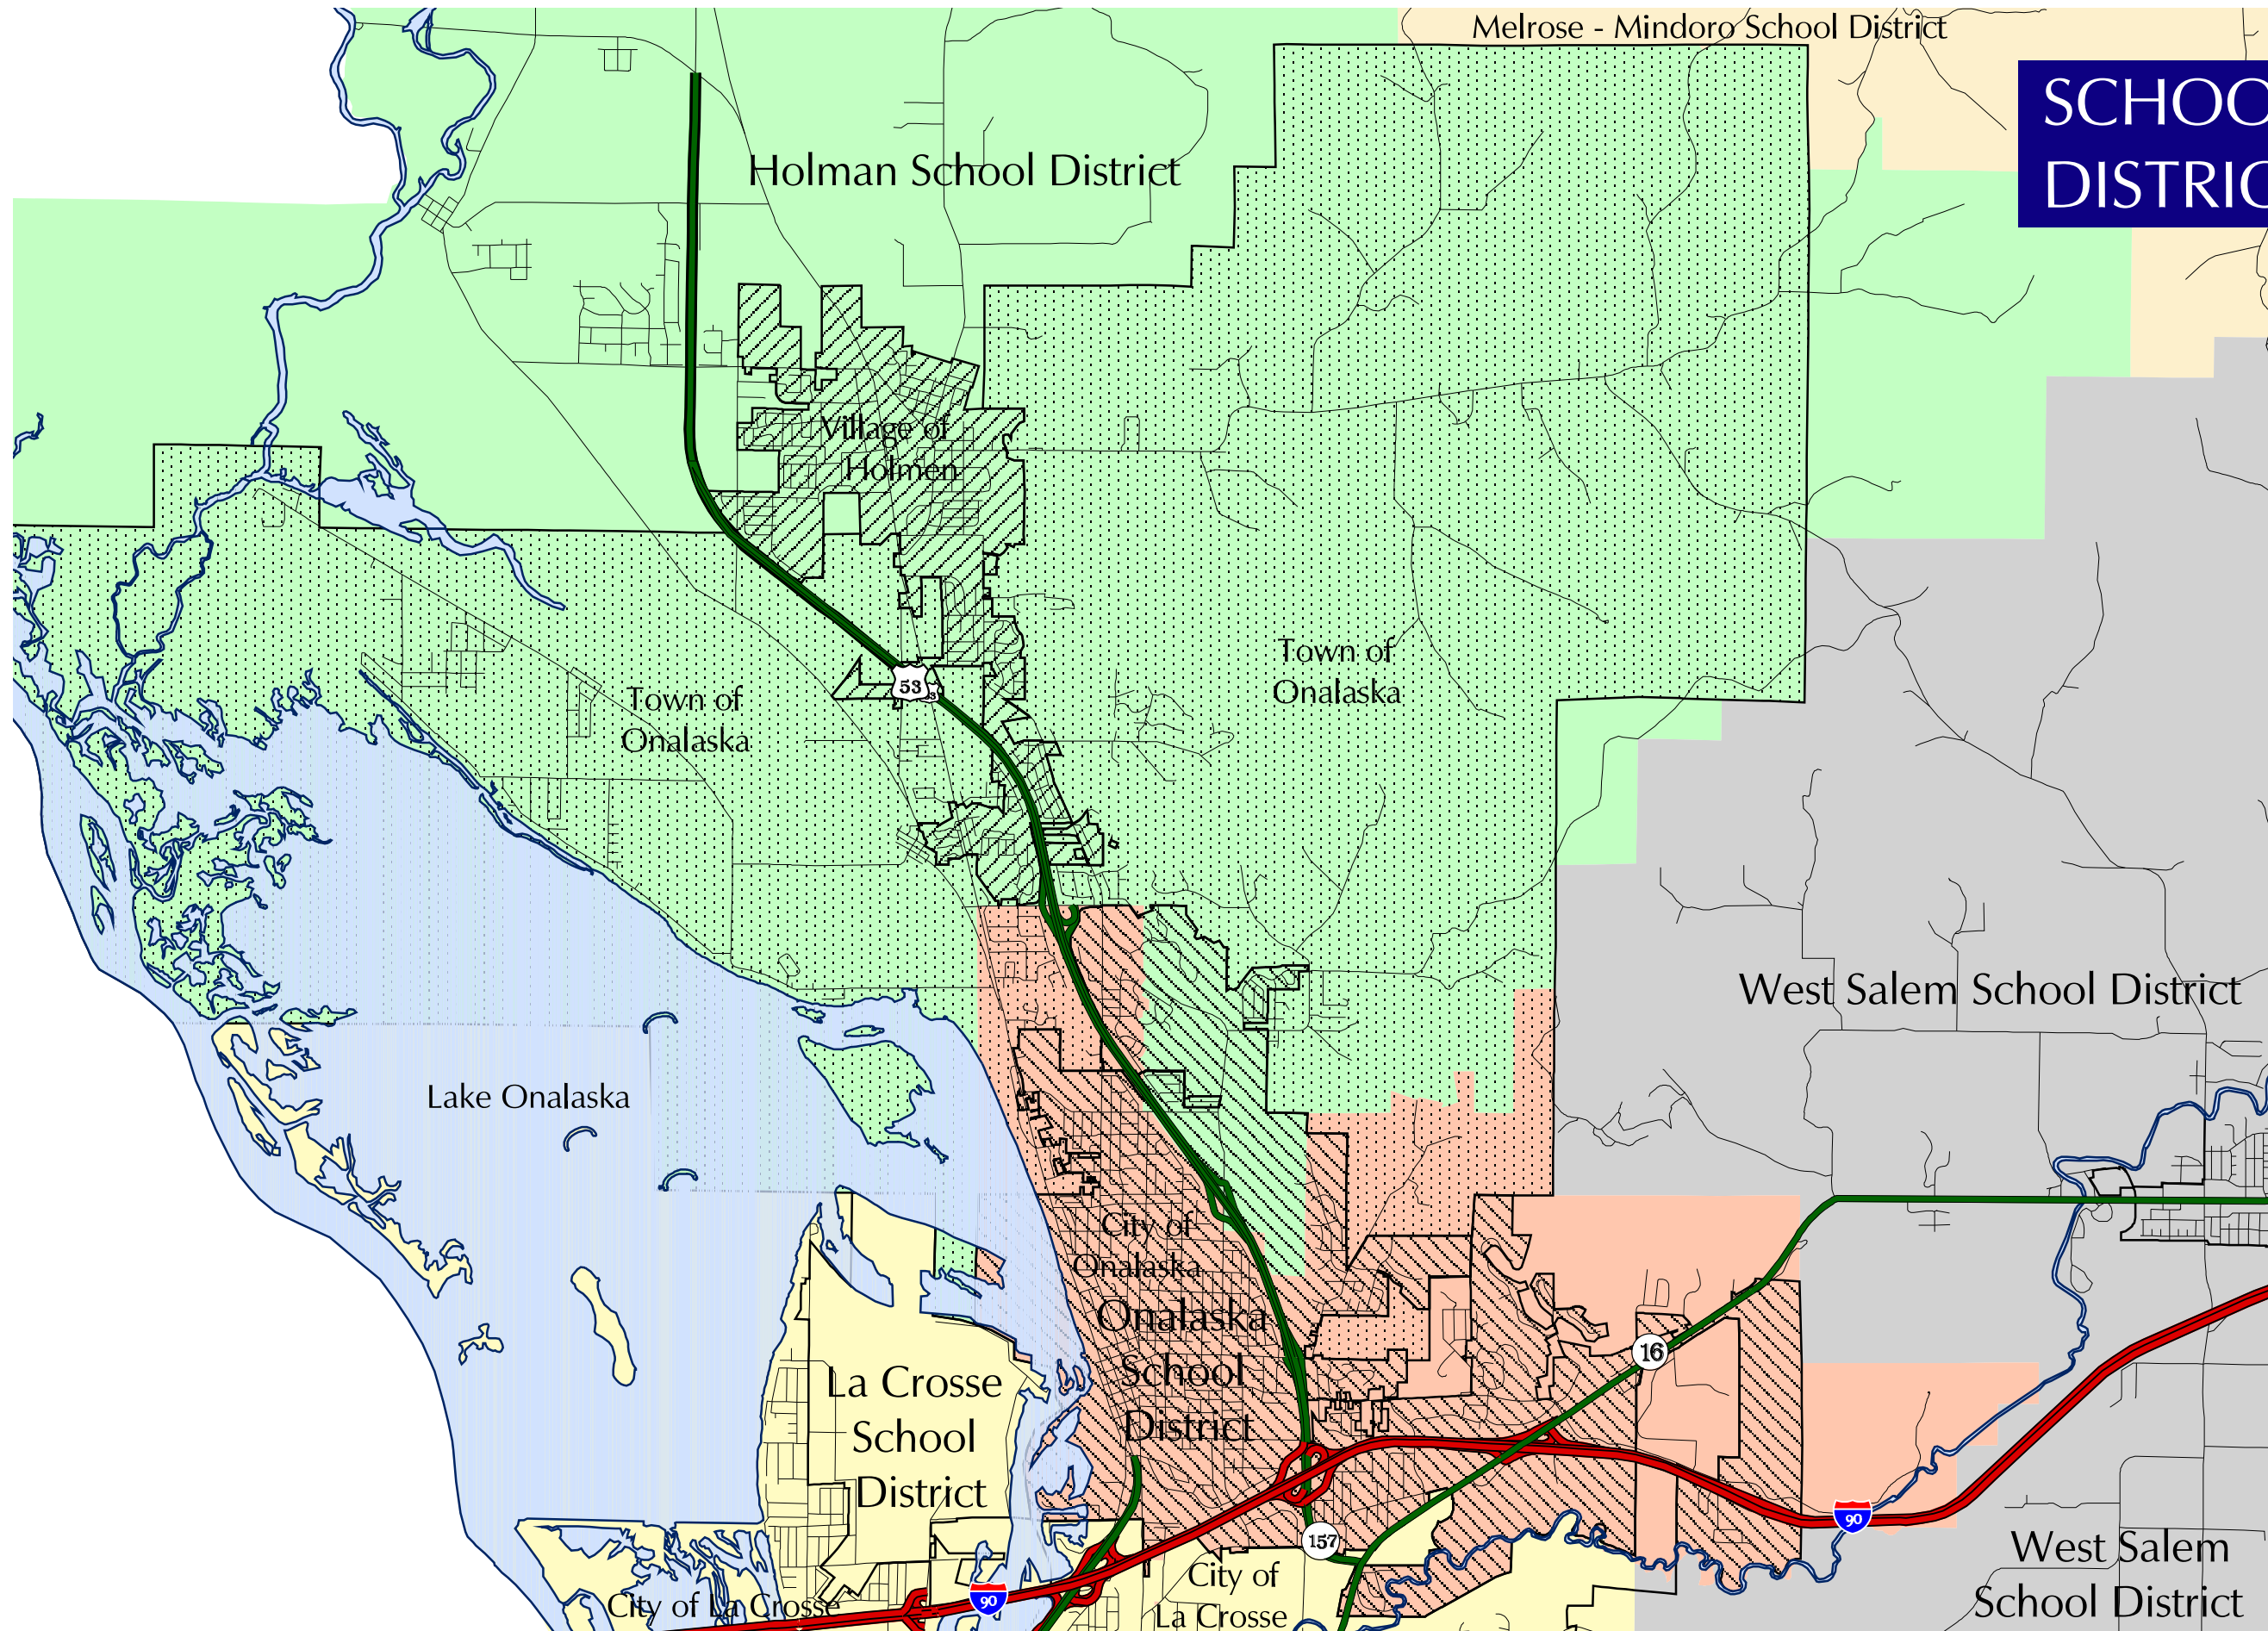 Melrose - Mindoro School District
SCHOO
DISTRIC
Holman School District
Village of
Holmen
Town of
Onalaska
53
Town of
Onalaska
West Salem School District
Lake Onalaska
City of
Onalaska
Onalaska
School
District
16
La Crosse
School
District
90
157
West Salem
School District
City of
La Crosse
90
City of La Crosse